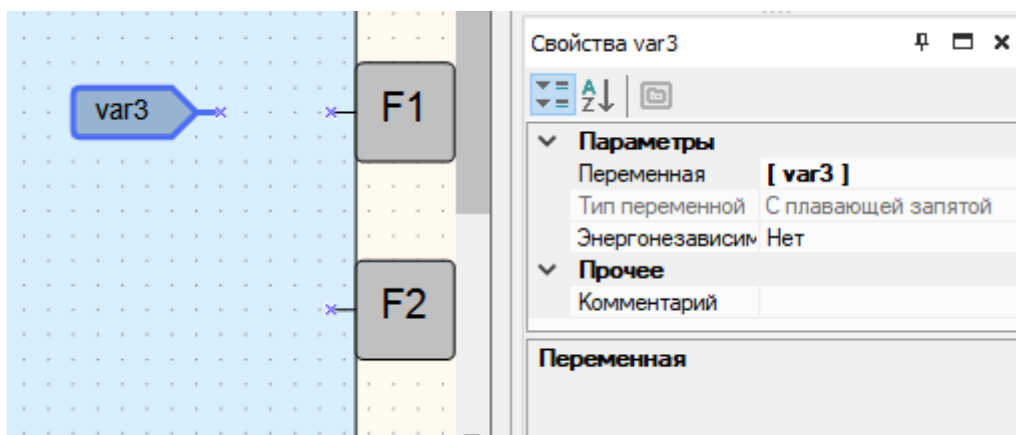 var3
F1
F2
Свойства var3
A
Z
Параметры
Переменная [ var3 ]
Тип переменной С плавающей запятой
Энергонезависим Нет
Прочее
Комментарий
Переменная